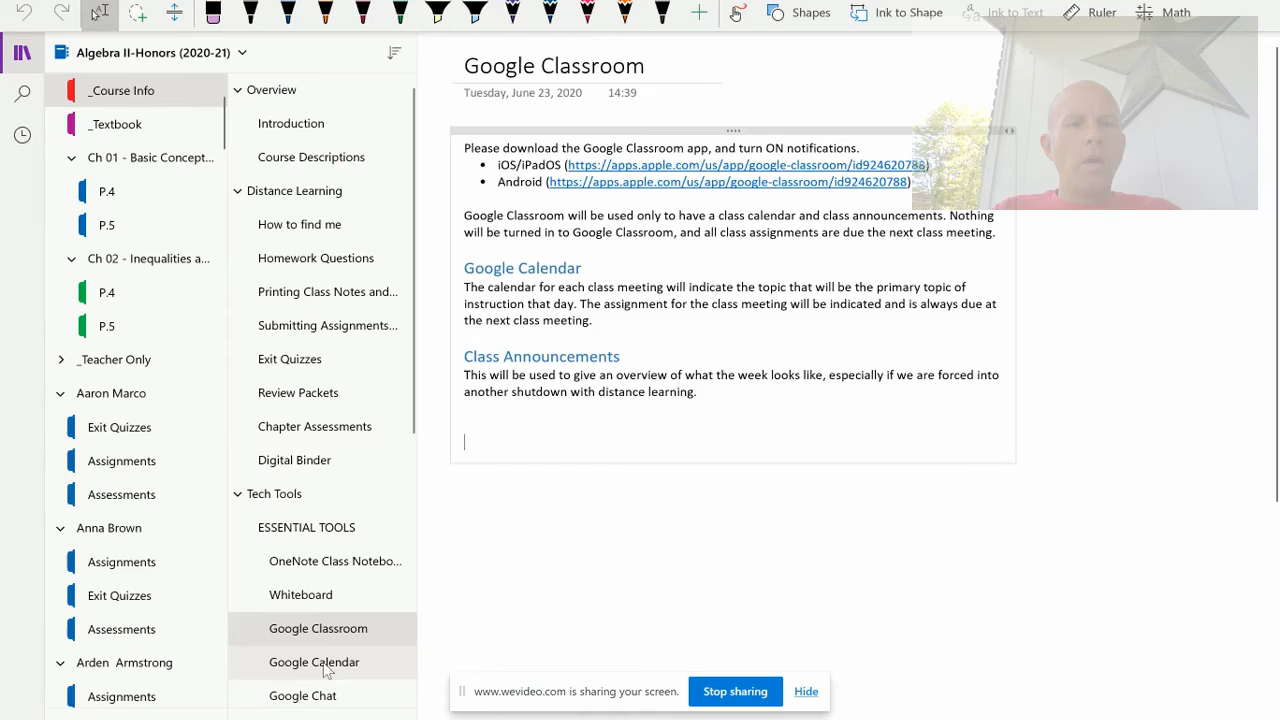 Shapes
Ink to Shape
Ink to Text
Ruler
Math
Algebra II-Honors (2020-21)
_Course Info
_Textbook
Ch 01 - Basic Concept...
P.4
P.5
Ch 02 - Inequalities a...
P.4
P.5
_Teacher Only
Aaron Marco
Exit Quizzes
Assignments
Assessments
Anna Brown
Assignments
Exit Quizzes
Assessments
Arden Armstrong
Assignments
Overview
Introduction
Course Descriptions
Distance Learning
How to find me
Homework Questions
Printing Class Notes and...
Submitting Assignments...
Exit Quizzes
Review Packets
Chapter Assessments
Digital Binder
Tech Tools
ESSENTIAL TOOLS
OneNote Class Notebo...
Whiteboard
Google Classroom
Google Calendar
Google Chat
Google Classroom
Tuesday, June 23, 2020 14:39
Please download the Google Classroom app, and turn ON notifications.
• iOS/iPadOS (https://apps.apple.com/us/app/google-classroom/id924620788)
• Android (https://apps.apple.com/us/app/google-classroom/id924620788)
Google Classroom will be used only to have a class calendar and class announcements. Nothing
will be turned in to Google Classroom, and all class assignments are due the next class meeting.
Google Calendar
The calendar for each class meeting will indicate the topic that will be the primary topic of
instruction that day. The assignment for the class meeting will be indicated and is always due at
the next class meeting.
Class Announcements
This will be used to give an overview of what the week looks like, especially if we are forced into
another shutdown with distance learning.
www.wevideo.com is sharing your screen.
Stop sharing
Hide